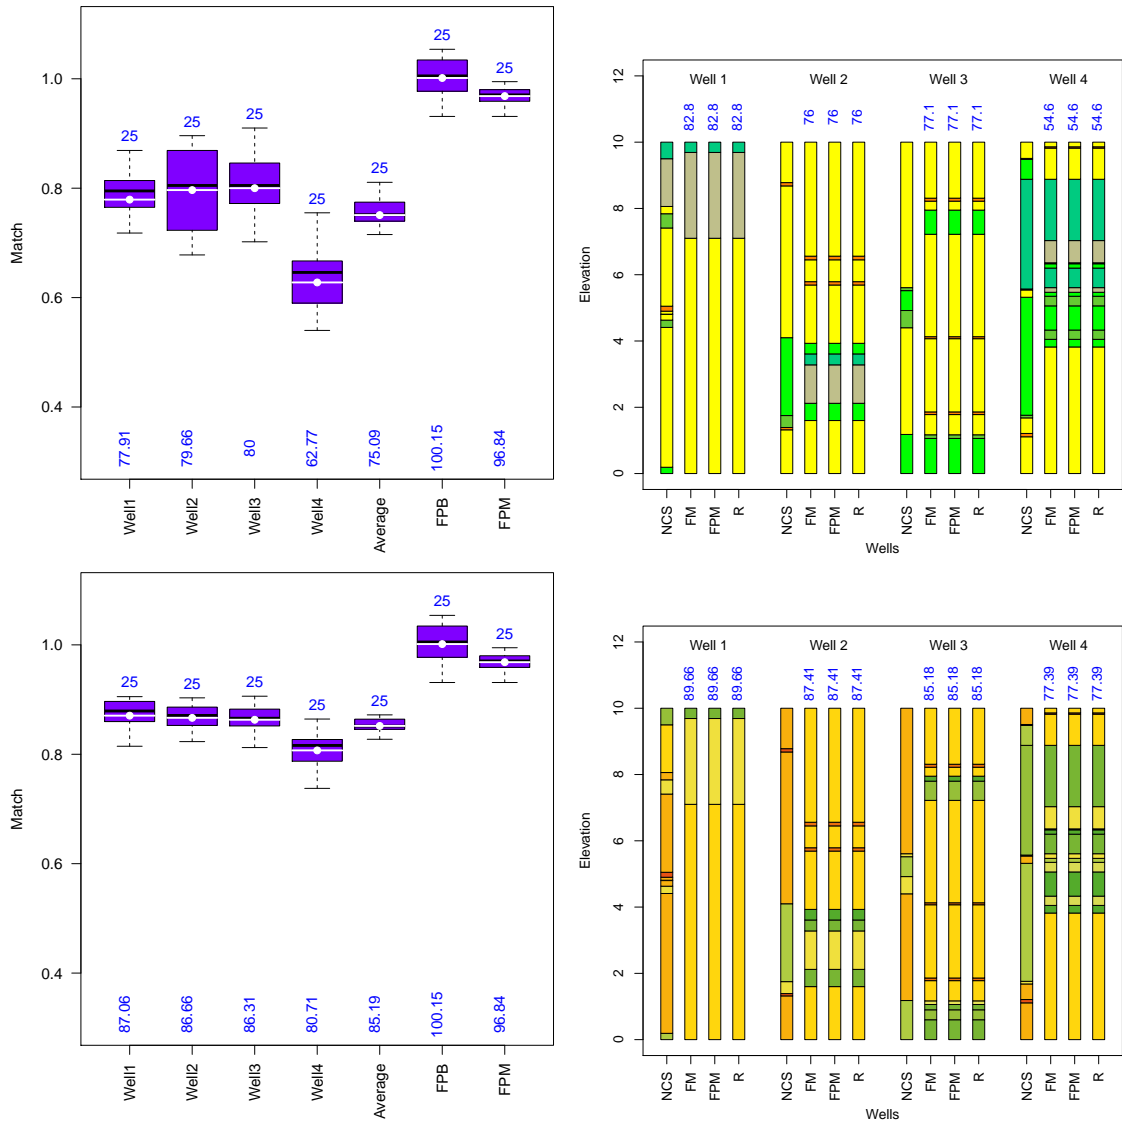 Match
0.4
0.6
0.8
1.0
25 25 25 25 25 25 25
77.91 79.66 80 62.77 75.09 100.15 96.84
Well1 Well2 Well3 Well4 Average FPB FPM
Elevation
0 2 4 6 8 10 12
Well 1 Well 2 Well 3 Well 4
82.8 82.8 82.8 76 76 76 77.1 77.1 77.1 54.6 54.6 54.6
NCS FM FPM R NCS FM FPM R NCS FM FPM R NCS FM FPM R
Wells
Match
0.4
0.6
0.8
1.0
25 25 25 25 25 25 25
87.06 86.66 86.31 80.71 85.19 100.15 96.84
Well1 Well2 Well3 Well4 Average FPB FPM
Elevation
0 2 4 6 8 10 12
Well 1 Well 2 Well 3 Well 4
89.66 89.66 89.66 87.41 87.41 87.41 85.18 85.18 85.18 77.39 77.39 77.39
NCS FM FPM R NCS FM FPM R NCS FM FPM R NCS FM FPM R
Wells